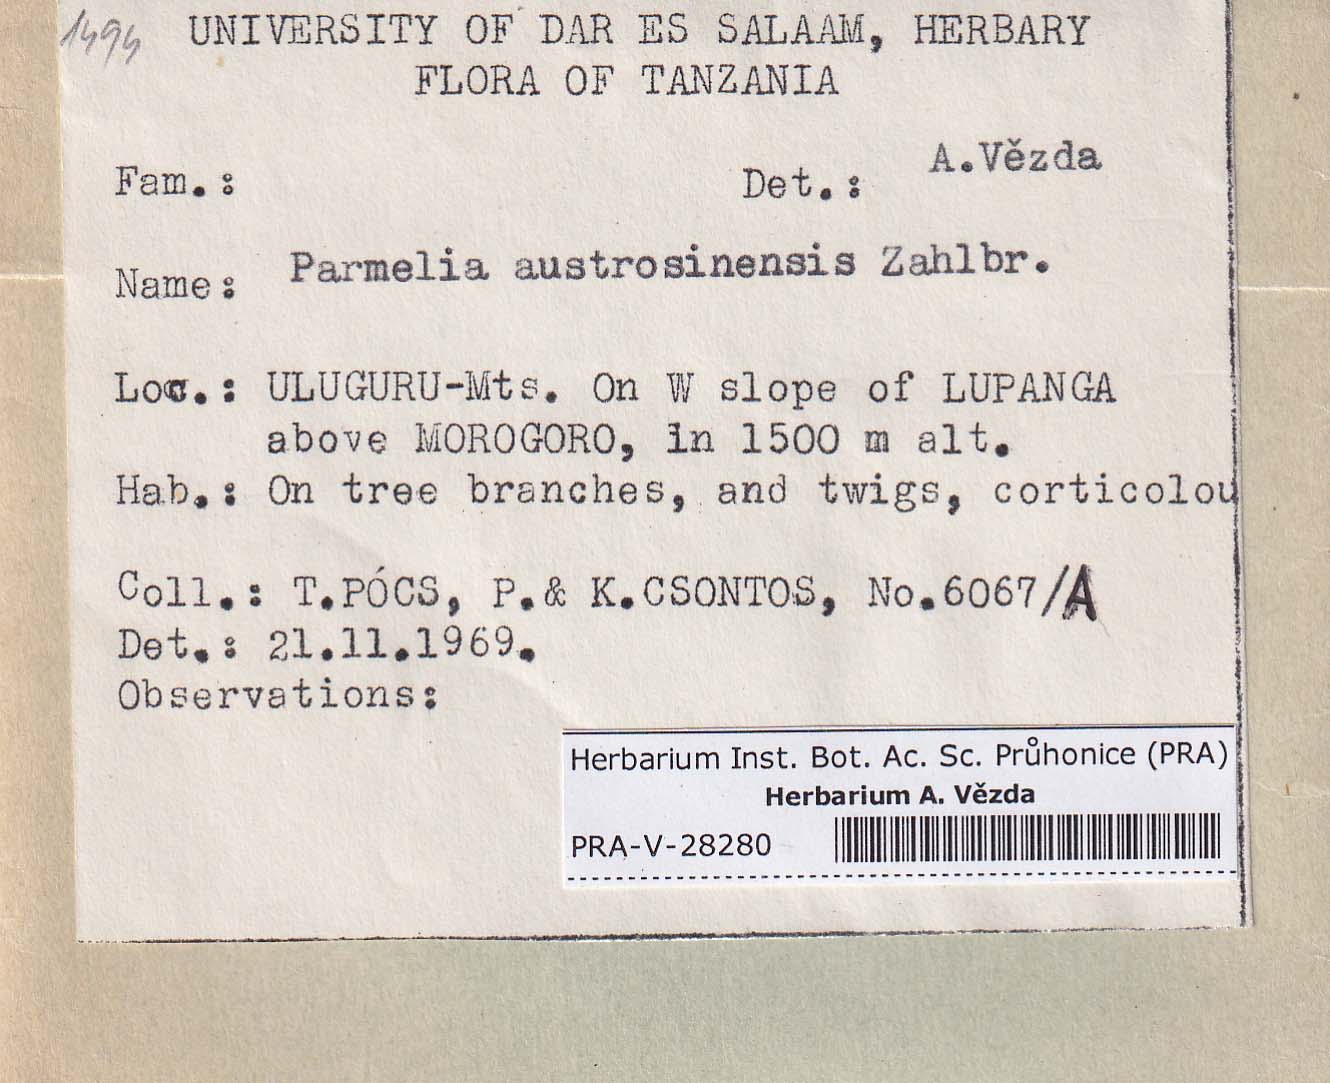 1494
UNIVERSITY OF DAR ES SALAAM, HERBARY
FLORA OF TANZANIA
Fam.: Det.: A.Vězda
Name: Parmelia austrosinensis Zahlbr.
Loc.: ULUGURU-Mts. On W slope of LUPANGA
above MOROGORO, in 1500 m alt.
Hab.: On tree branches, and twigs, corticolou
Coll.: T.PÓCS, P.& K.CSONTOS, No.6067/A
Det.: 21.11.1969.
Observations:
Herbarium Inst. Bot. Ac. Sc. Průhonice (PRA)
Herbarium A. Vězda
PRA-V-28280